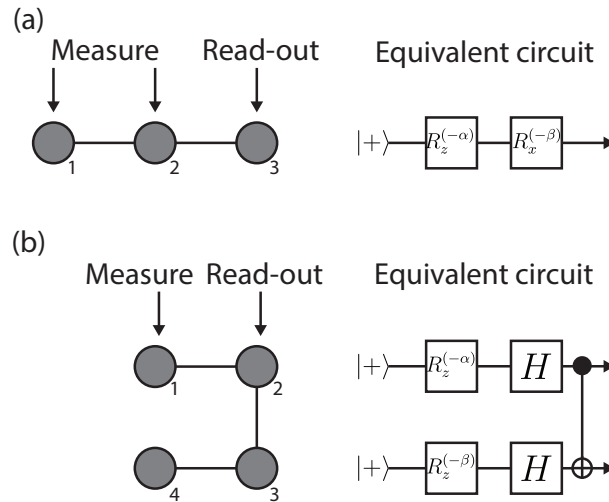 (a)
Measure Read-out Equivalent circuit
1 2 3 |+⟩ R_z^{(-α)} R_x^{(-β)}
(b)
Measure Read-out Equivalent circuit
1 2 |+⟩ R_z^{(-α)} H
4 3 |+⟩ R_z^{(-β)} H